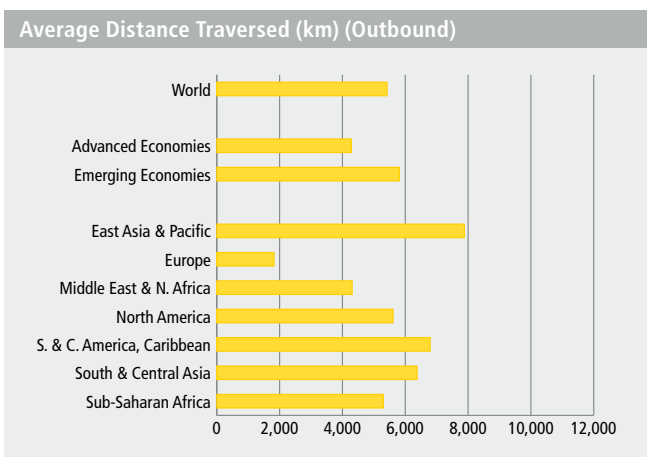 Average Distance Traversed (km) (Outbound)
World
Advanced Economies
Emerging Economies
East Asia & Pacific
Europe
Middle East & N. Africa
North America
S. & C. America, Caribbean
South & Central Asia
Sub-Saharan Africa
0 2,000 4,000 6,000 8,000 10,000 12,000